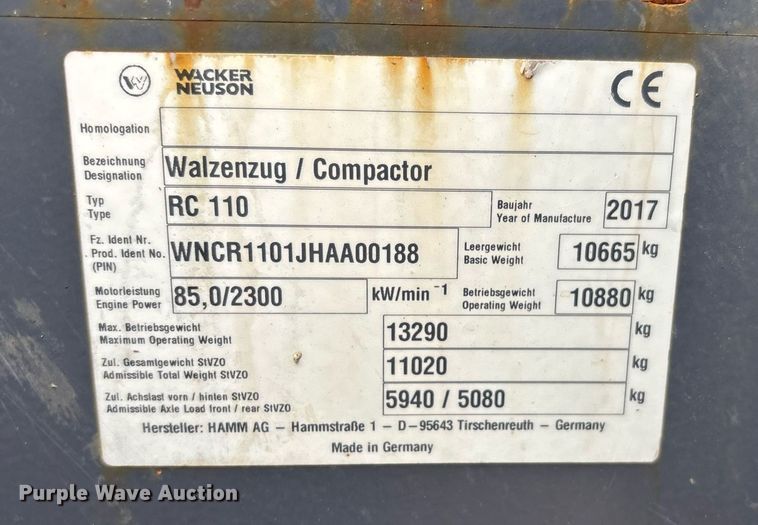 WACKER
NEUSON
CE
Homologation
Bezeichnung
Designation
Walzenzug / Compactor
Typ
Type
RC 110
Baujahr
Year of Manufacture
2017
Fz. Ident Nr.
Prod. Ident No.
(PIN)
WNCR1101JHAA00188
Leergewicht
Basic Weight
10665 kg
Motorleistung
Engine Power
85,0/2300 kW/min -1
Betriebsgewicht
Operating Weight
10880 kg
Max. Betriebsgewicht
Maximum Operating Weight
13290 kg
Zul. Gesamtgewicht StVZO
Admissible Total Weight StVZO
11020 kg
Zul. Achslast vorn / hinten StVZO
Admissible Axle Load front / rear StVZO
5940 / 5080 kg
Hersteller: HAMM AG – Hammstraße 1 – D–95643 Tirschenreuth – Germany
Made in Germany
Purple Wave Auction